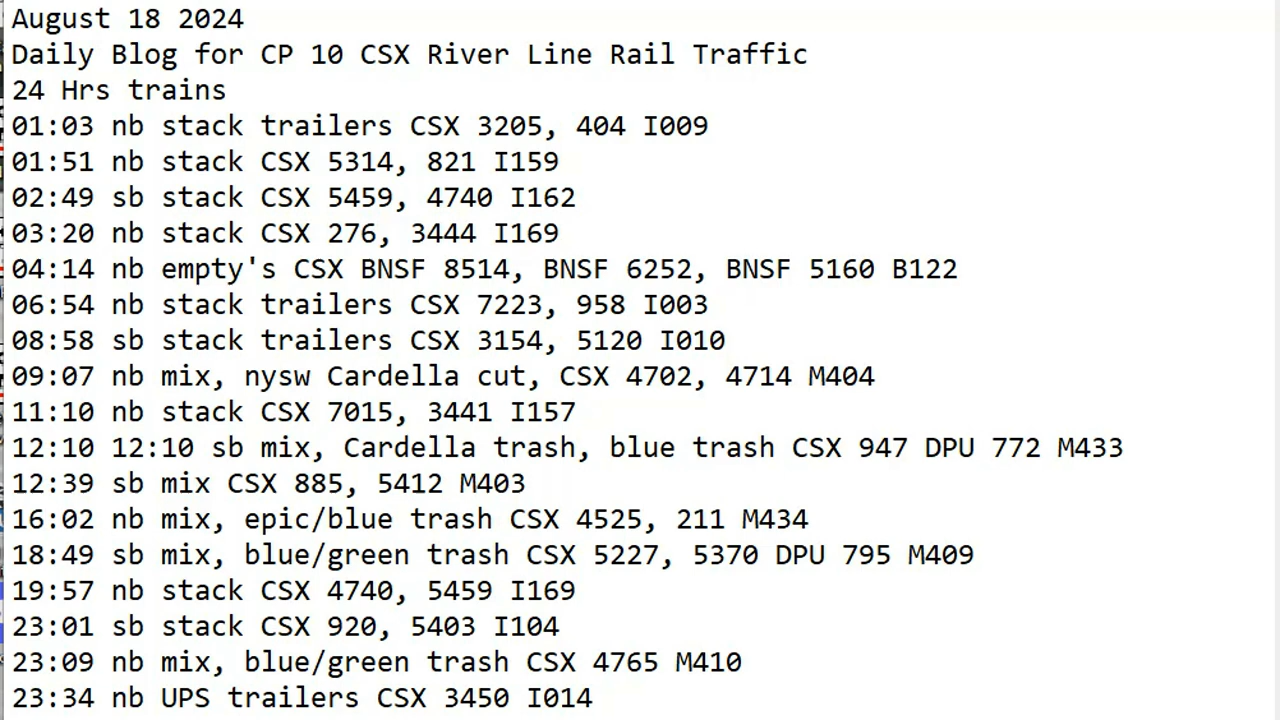 August 18 2024
Daily Blog for CP 10 CSX River Line Rail Traffic
24 Hrs trains
01:03 nb stack trailers CSX 3205, 404 I009
01:51 nb stack CSX 5314, 821 I159
02:49 sb stack CSX 5459, 4740 I162
03:20 nb stack CSX 276, 3444 I169
04:14 nb empty's CSX BNSF 8514, BNSF 6252, BNSF 5160 B122
06:54 nb stack trailers CSX 7223, 958 I003
08:58 sb stack trailers CSX 3154, 5120 I010
09:07 nb mix, nysw Cardella cut, CSX 4702, 4714 M404
11:10 nb stack CSX 7015, 3441 I157
12:10 12:10 sb mix, Cardella trash, blue trash CSX 947 DPU 772 M433
12:39 sb mix CSX 885, 5412 M403
16:02 nb mix, epic/blue trash CSX 4525, 211 M434
18:49 sb mix, blue/green trash CSX 5227, 5370 DPU 795 M409
19:57 nb stack CSX 4740, 5459 I169
23:01 sb stack CSX 920, 5403 I104
23:09 nb mix, blue/green trash CSX 4765 M410
23:34 nb UPS trailers CSX 3450 I014